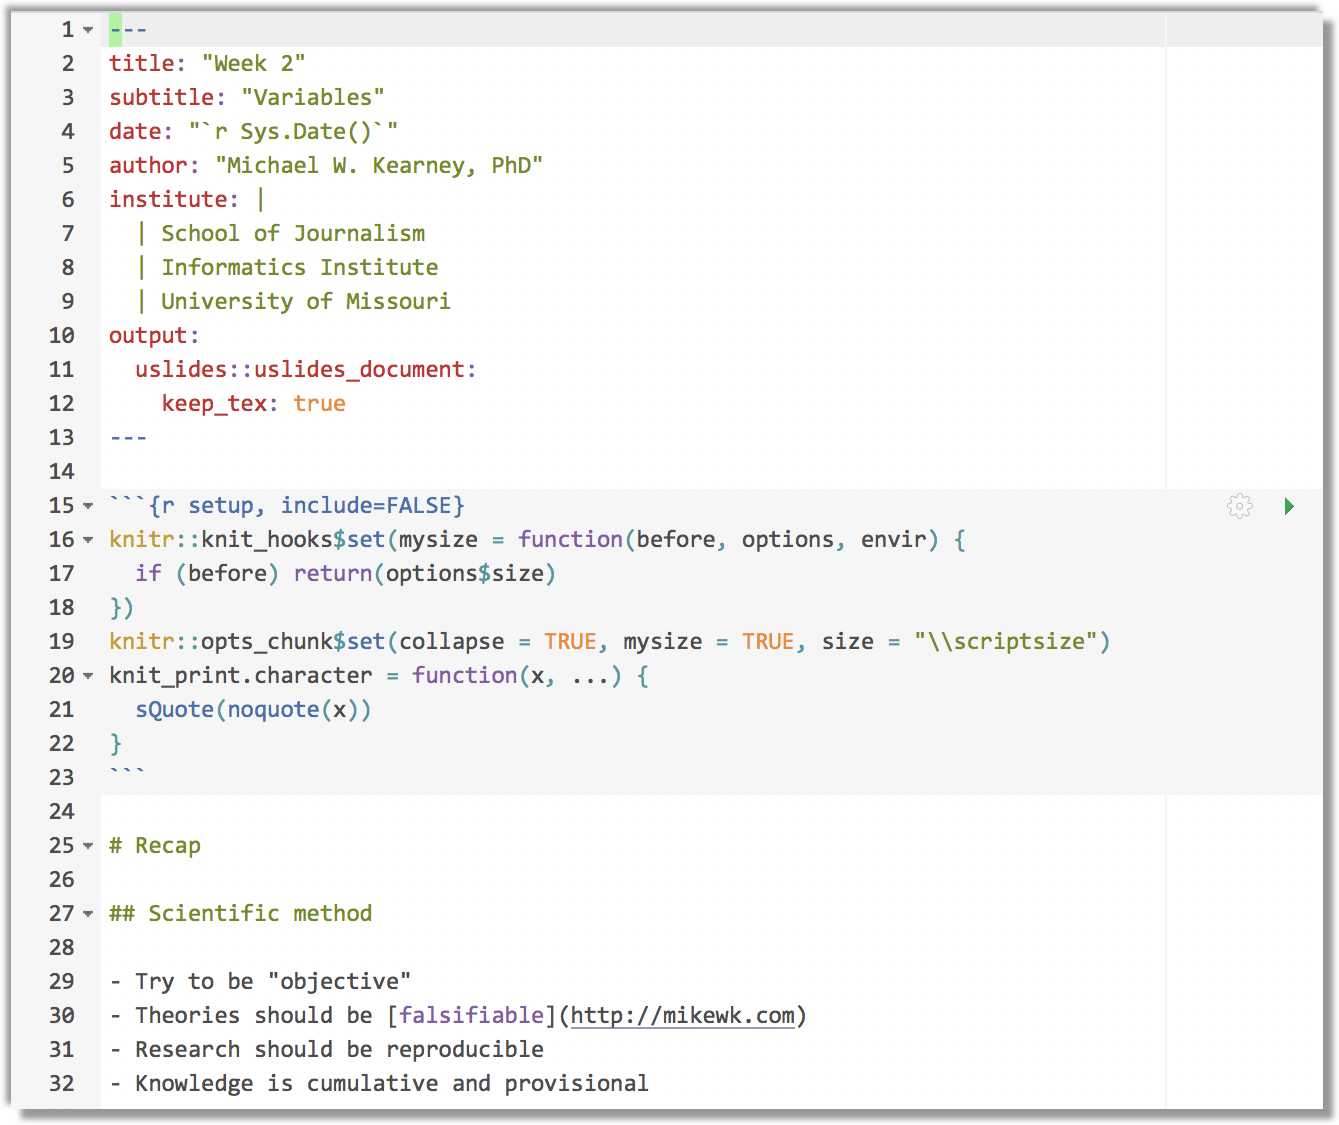 1 ---
2 title: "Week 2"
3 subtitle: "Variables"
4 date: "`r Sys.Date()`"
5 author: "Michael W. Kearney, PhD"
6 institute: |
7   | School of Journalism
8   | Informatics Institute
9   | University of Missouri
10 output:
11   uslides::uslides_document:
12     keep_tex: true
13 ---
14
15 ```{r setup, include=FALSE}
16 knitr::knit_hooks$set(mysize = function(before, options, envir) {
17   if (before) return(options$size)
18 })
19 knitr::opts_chunk$set(collapse = TRUE, mysize = TRUE, size = "\\scriptsize")
20 knit_print.character = function(x, ...) {
21   sQuote(noquote(x))
22 }
23 ```
24
25 # Recap
26
27 ## Scientific method
28
29 - Try to be "objective"
30 - Theories should be [falsifiable](http://mikewk.com)
31 - Research should be reproducible
32 - Knowledge is cumulative and provisional